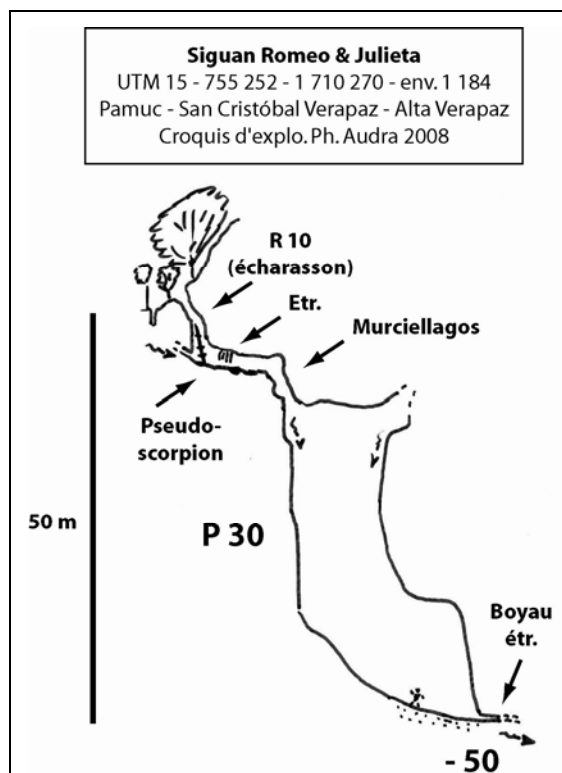 Siguan Romeo & Julieta
UTM 15 - 755 252 - 1 710 270 - env. 1 184
Pamuc - San Cristóbal Verapaz - Alta Verapaz
Croquis d'explo. Ph. Audra 2008
R 10
(écharasson)
Etr.
Murciellagos
Pseudo-
scorpion
50 m
P 30
Boyau
étr.
- 50